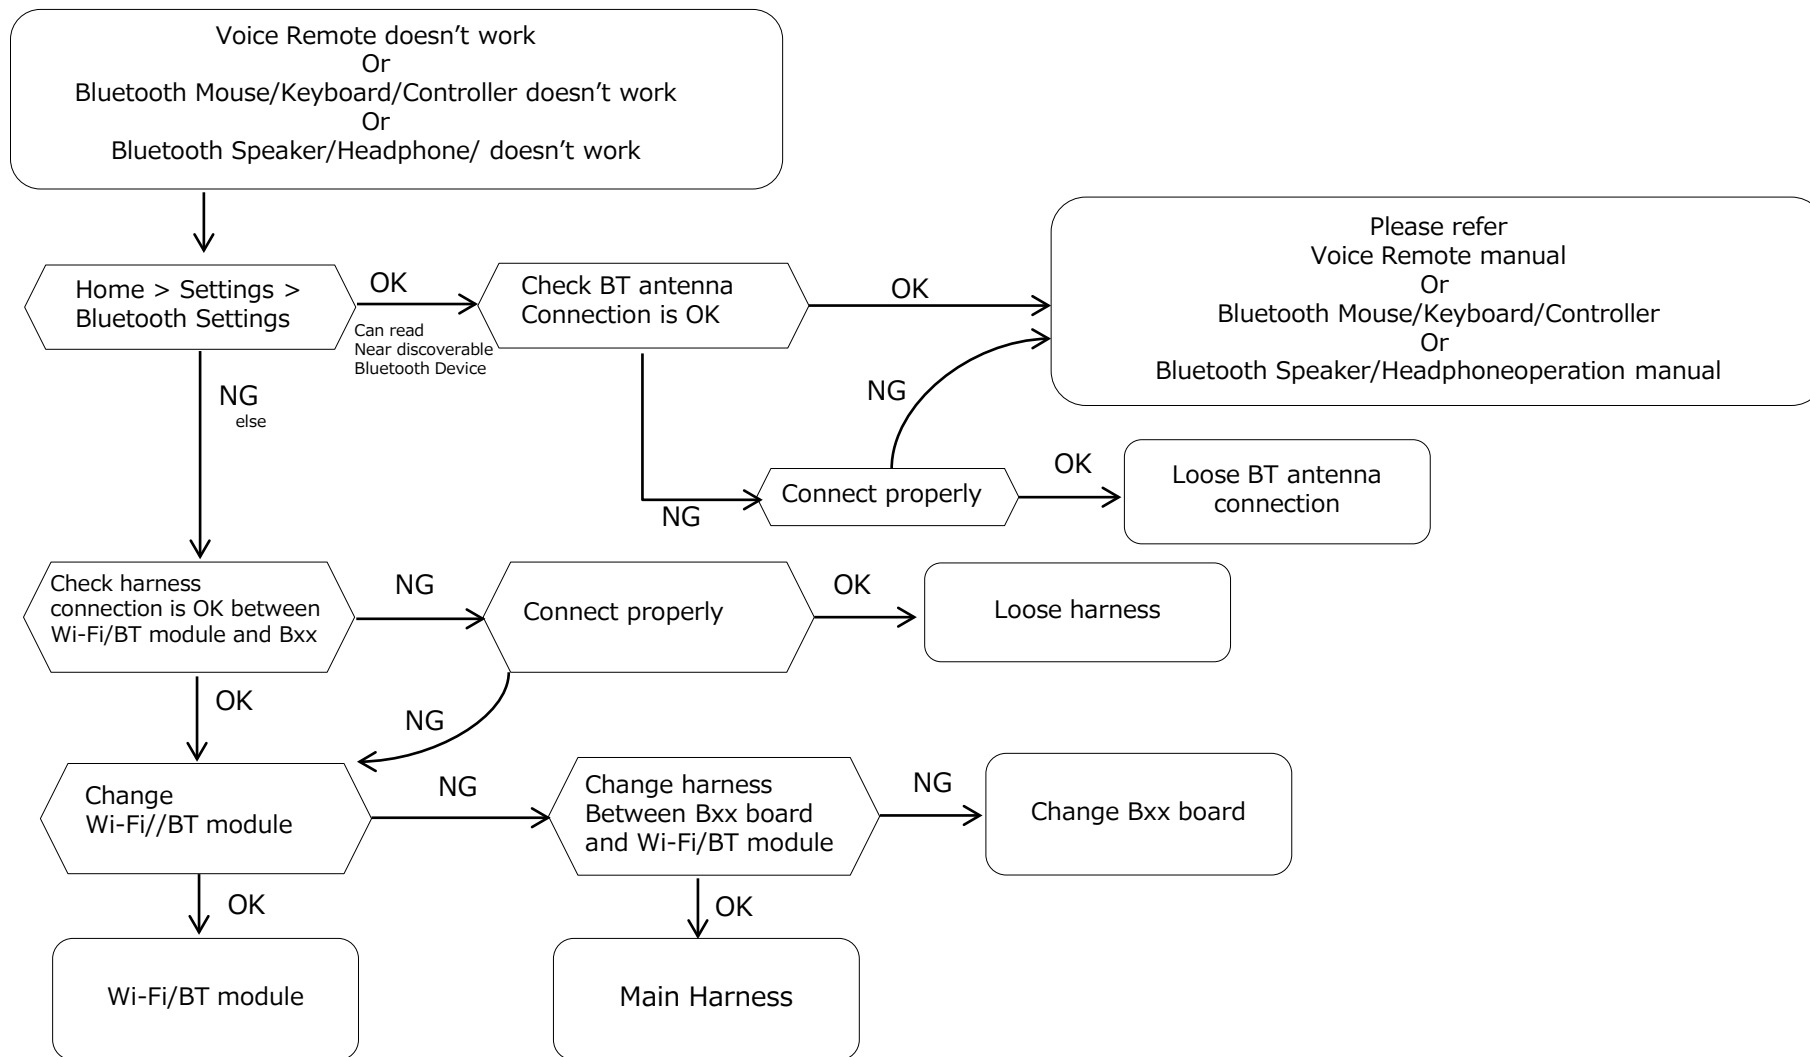 Voice Remote doesn't work
Or
Bluetooth Mouse/Keyboard/Controller doesn't work
Or
Bluetooth Speaker/Headphone/ doesn't work
Home > Settings >
Bluetooth Settings
OK
Can read
Near discoverable
Bluetooth Device
Check BT antenna
Connection is OK
OK
Please refer
Voice Remote manual
Or
Bluetooth Mouse/Keyboard/Controller
Or
Bluetooth Speaker/Headphoneoperation manual
NG
else
NG
NG
Connect properly
OK
Loose BT antenna
connection
Check harness
connection is OK between
Wi-Fi/BT module and Bxx
NG
Connect properly
OK
Loose harness
OK
NG
Change
Wi-Fi//BT module
NG
Change harness
Between Bxx board
and Wi-Fi/BT module
NG
Change Bxx board
OK
OK
Wi-Fi/BT module
Main Harness